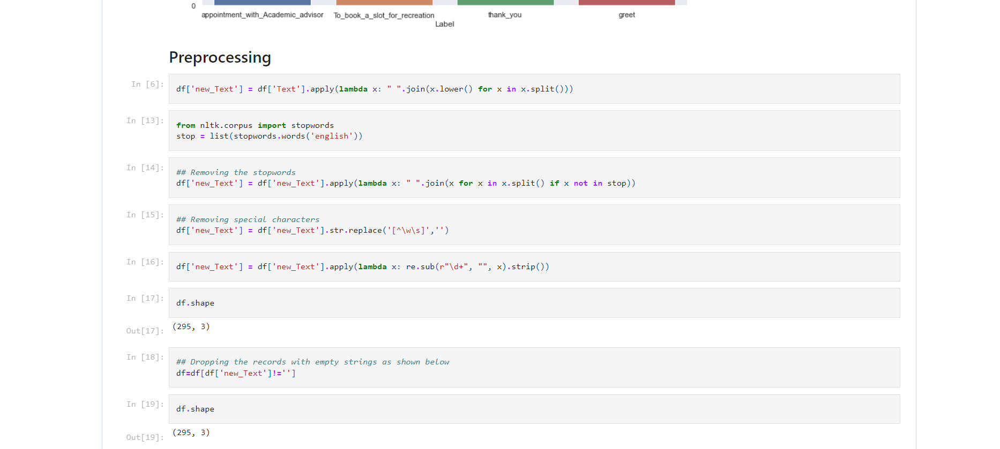 0
appointment_with_Academic_advisor To_book_a_slot_for_recreation thank_you greet
Label
Preprocessing
In [6]: df['new_Text'] = df['Text'].apply(lambda x: " ".join(x.lower() for x in x.split()))
In [13]: from nltk.corpus import stopwords
stop = list(stopwords.words('english'))
In [14]: ## Removing the stopwords
df['new_Text'] = df['new_Text'].apply(lambda x: " ".join(x for x in x.split() if x not in stop))
In [15]: ## Removing special characters
df['new_Text'] = df['new_Text'].str.replace('[^\w\s]','')
In [16]: df['new_Text'] = df['new_Text'].apply(lambda x: re.sub(r"\d+", "", x).strip())
In [17]: df.shape
Out[17]: (295, 3)
In [18]: ## Dropping the records with empty strings as shown below
df=df[df['new_Text']!='']
In [19]: df.shape
Out[19]: (295, 3)